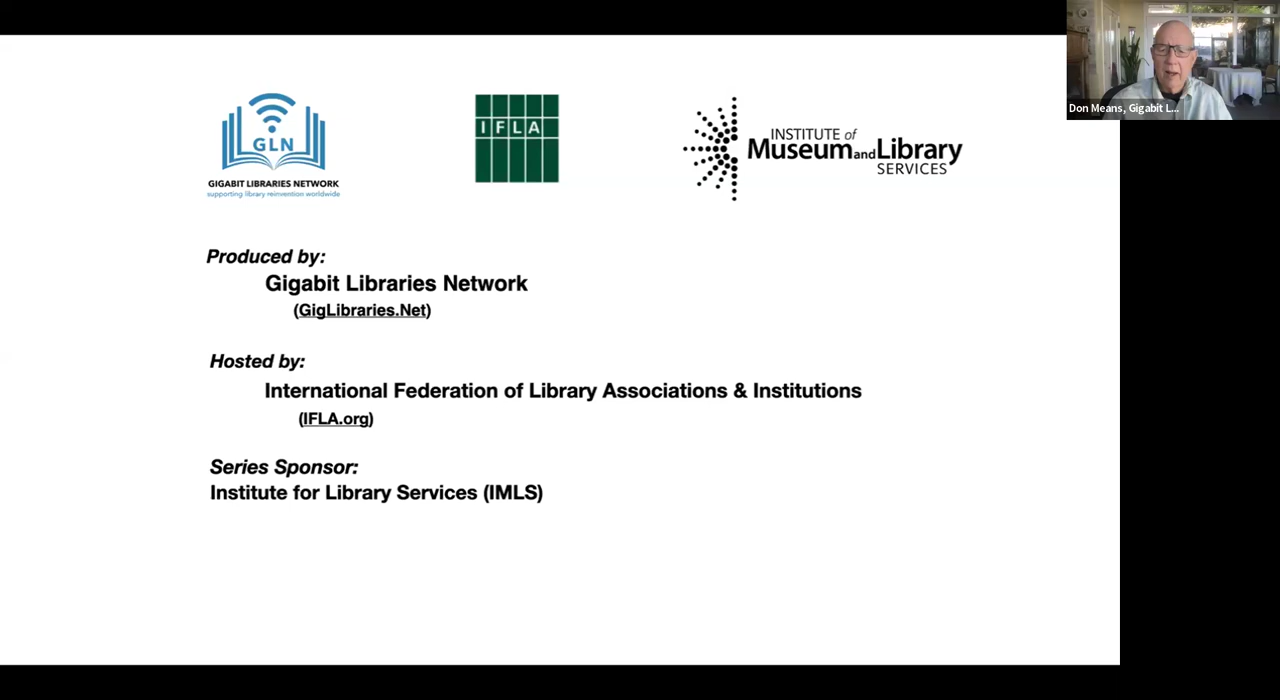 GLN
GIGABIT LIBRARIES NETWORK
supporting library reinvention worldwide
IFLA
INSTITUTE of
Museum and Library
SERVICES
Don Means, Gigabit L...
Produced by:
Gigabit Libraries Network
(GigLibraries.Net)
Hosted by:
International Federation of Library Associations & Institutions
(IFLA.org)
Series Sponsor:
Institute for Library Services (IMLS)